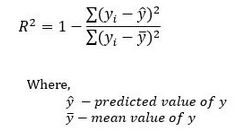 R² = 1 − Σ(yᵢ − ŷ)² / Σ(yᵢ − ȳ)²
Where,
ŷ – predicted value of y
ȳ – mean value of y